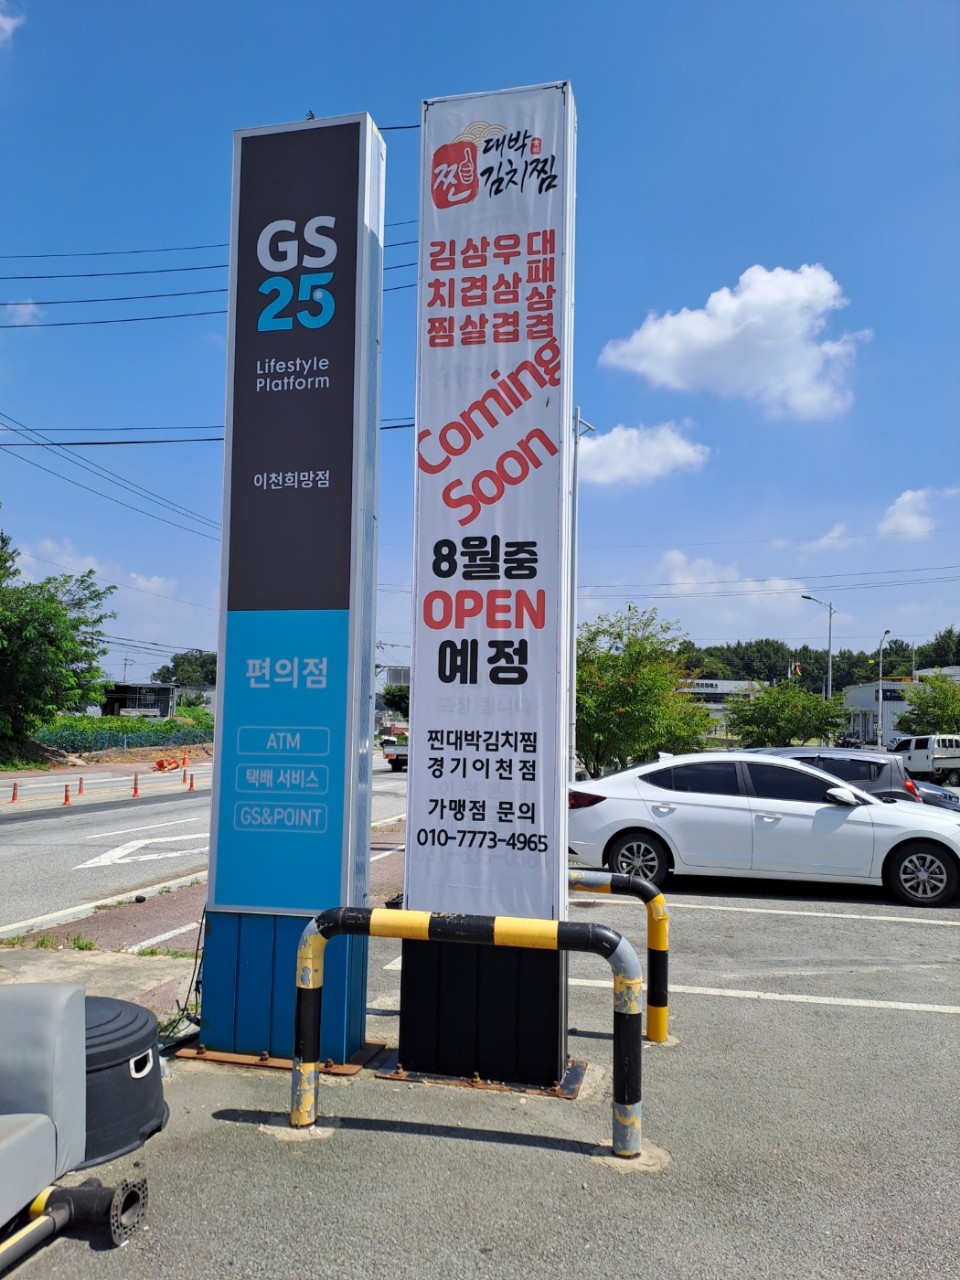 GS
25
Lifestyle
Platform
이천희망점
편의점
ATM
택배 서비스
GS&POINT
찐 대박
김치찜
김치찜
삼겹살
우삼겹
대패삼겹
Coming
Soon
8월중
OPEN
예정
찐대박김치찜
경기이천점
가맹점 문의
010-7773-4965